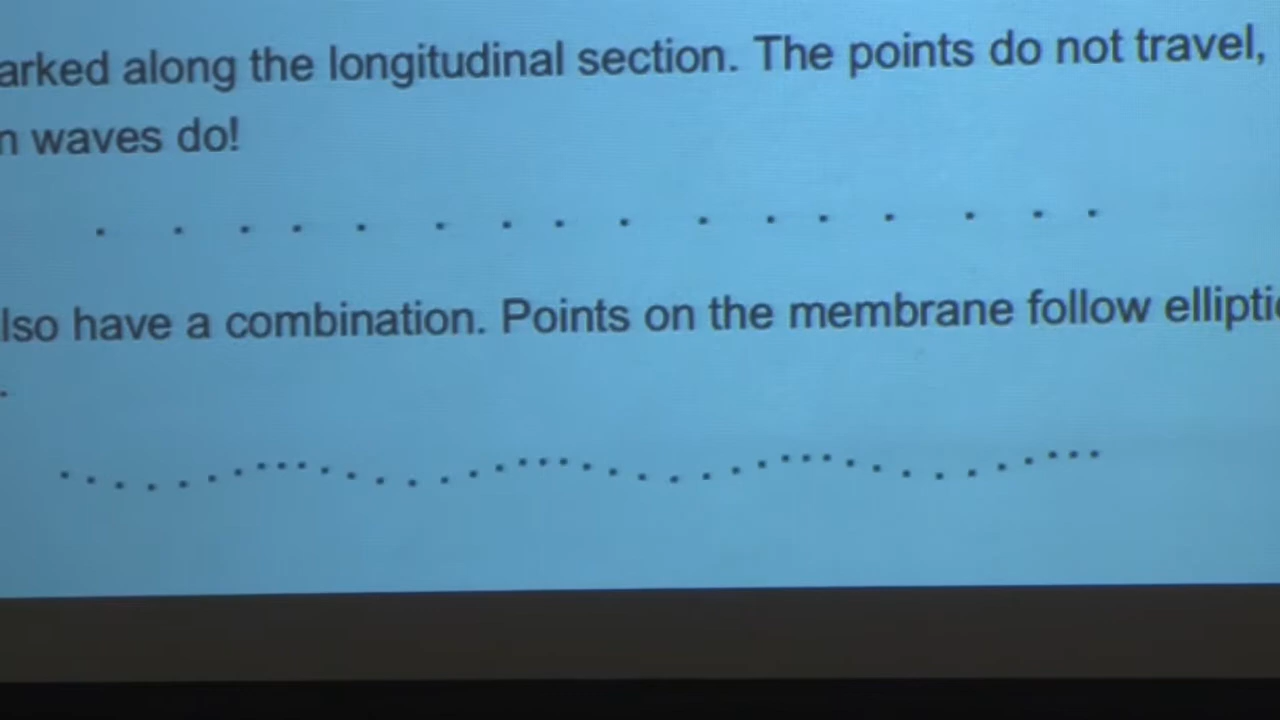 arked along the longitudinal section. The points do not travel,
n waves do!
lso have a combination. Points on the membrane follow elliptic
.